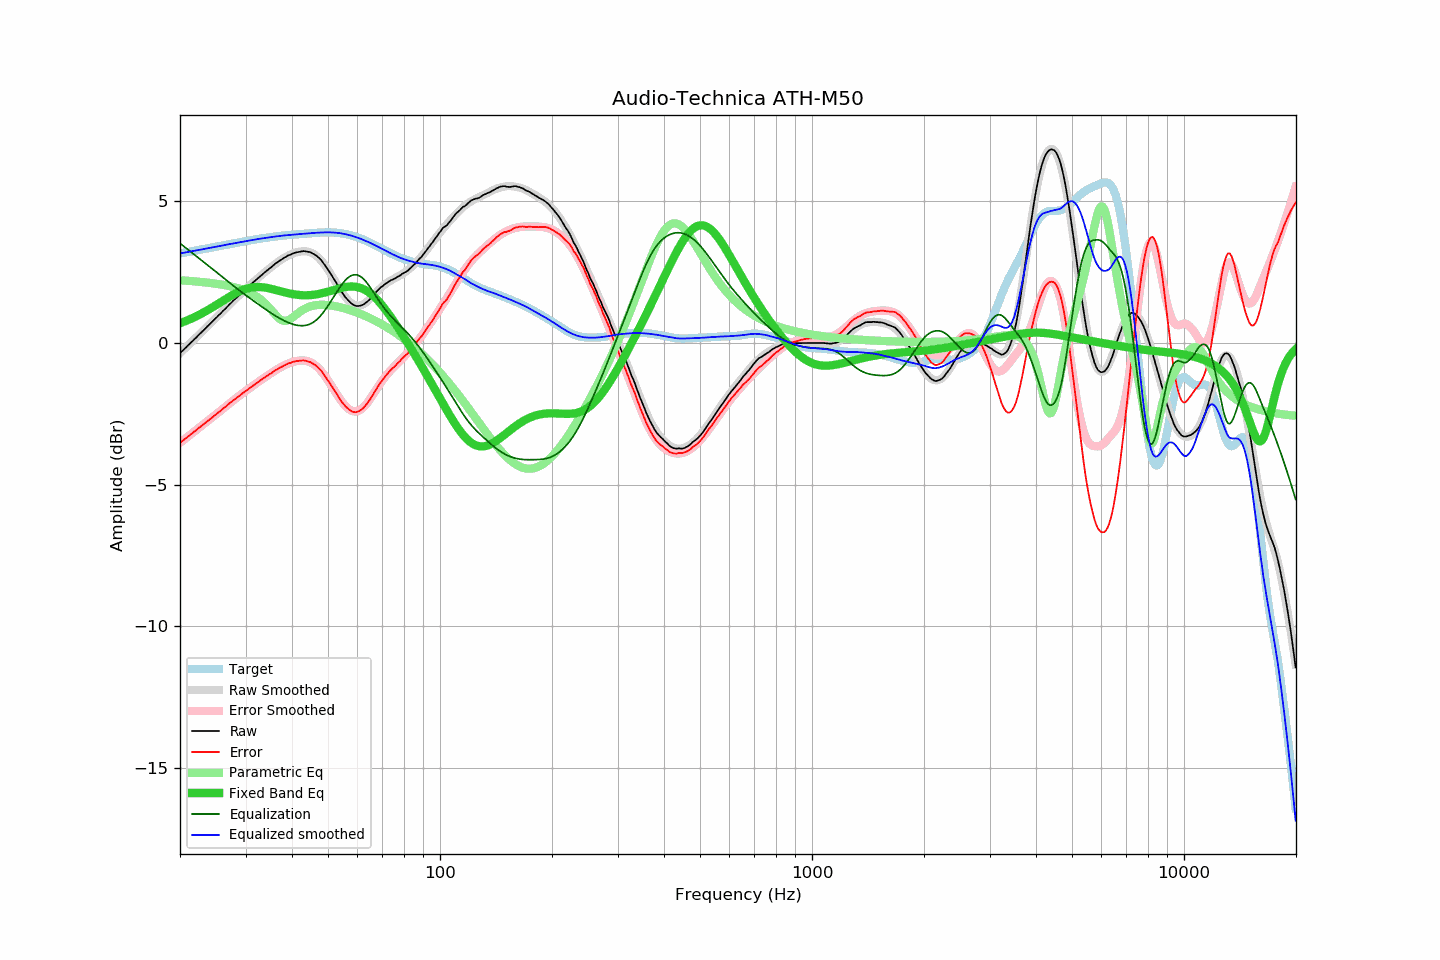 Audio-Technica ATH-M50
5
0
−5
−10
−15
Amplitude (dBr)
Target
Raw Smoothed
Error Smoothed
Raw
Error
Parametric Eq
Fixed Band Eq
Equalization
Equalized smoothed
100 1000 10000
Frequency (Hz)